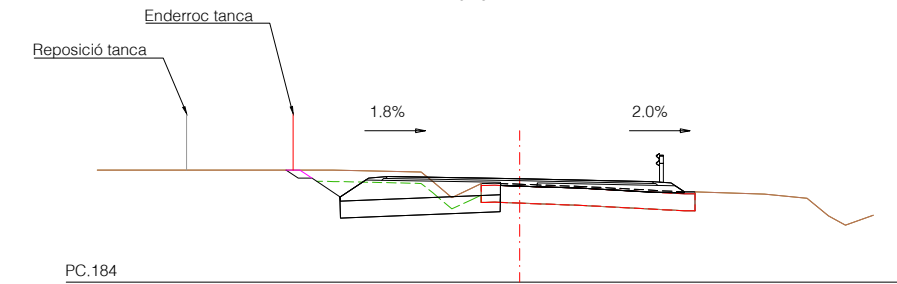 Enderroc tanca
Reposició tanca
1.8%
2.0%
PC.184